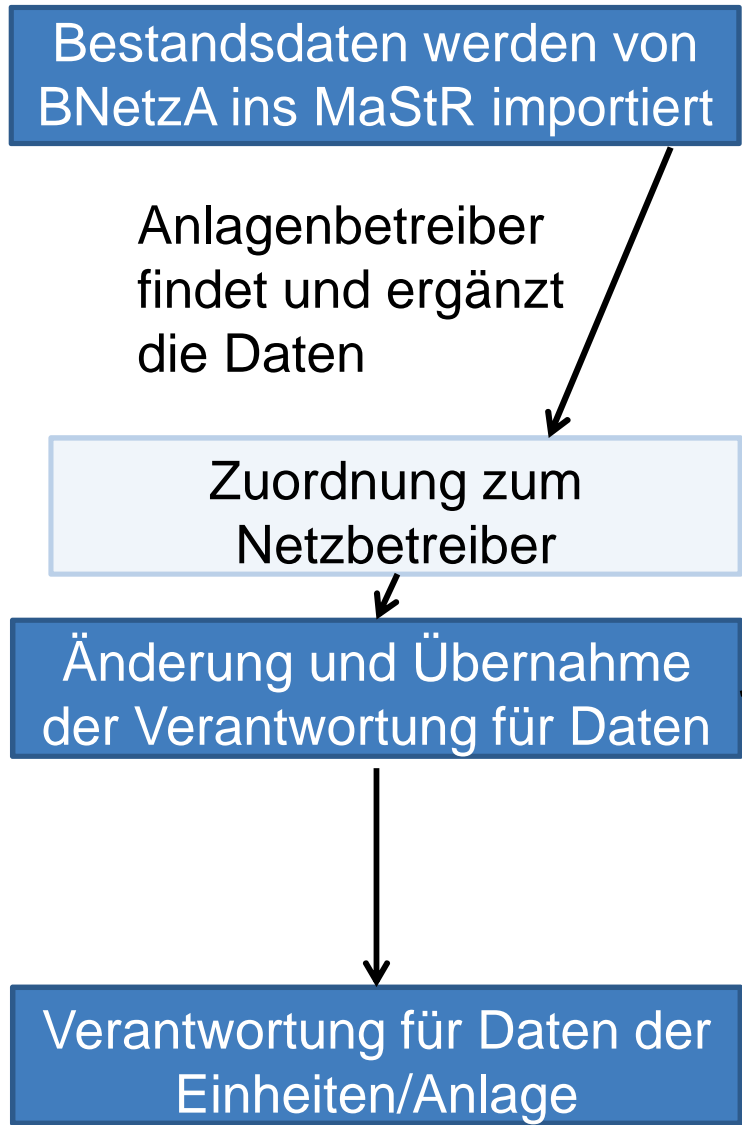 Bestandsdaten werden von
BNetzA ins MaStR importiert
Anlagenbetreiber
findet und ergänzt
die Daten
Zuordnung zum
Netzbetreiber
Änderung und Übernahme
der Verantwortung für Daten
Verantwortung für Daten der
Einheiten/Anlage